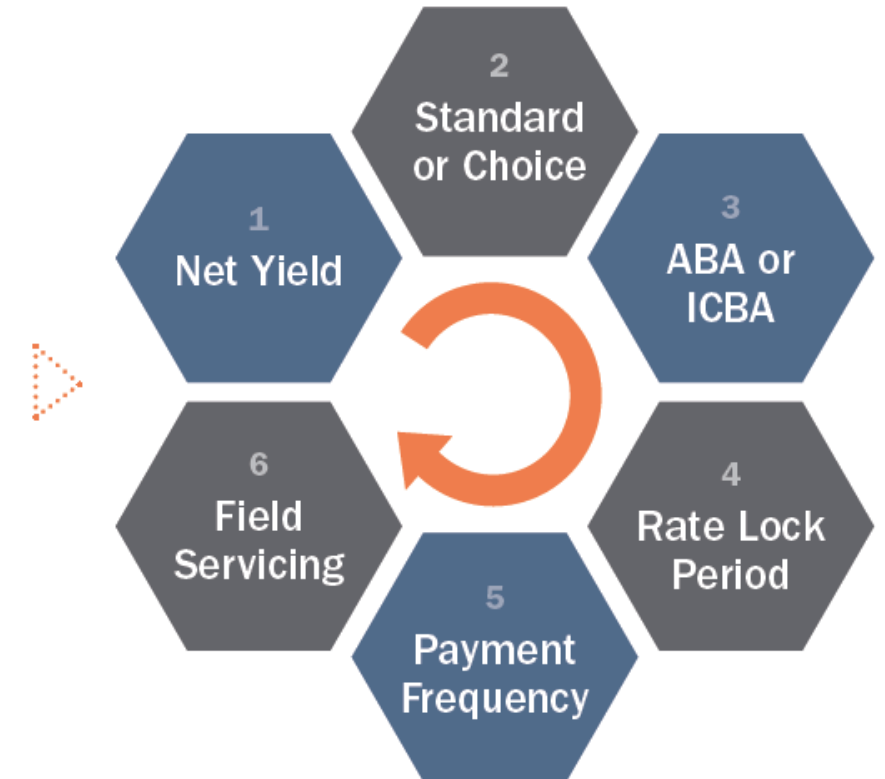 1
Net Yield
2
Standard
or Choice
3
ABA or
ICBA
4
Rate Lock
Period
5
Payment
Frequency
6
Field
Servicing